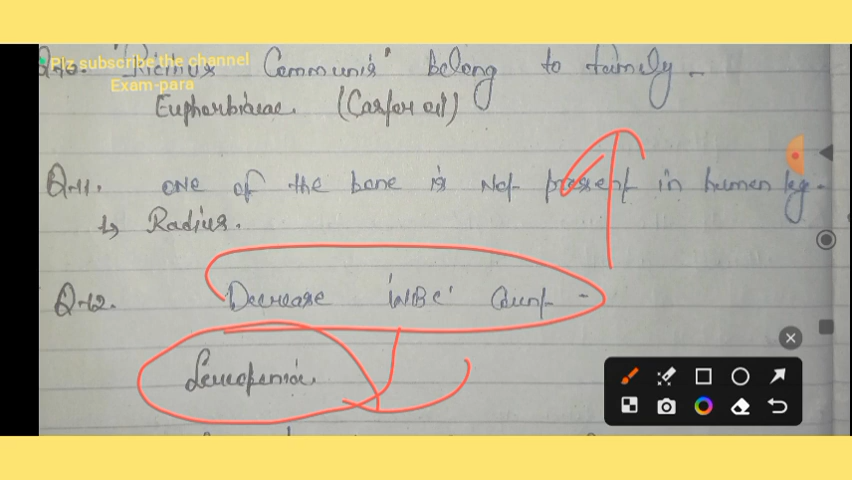 Plz subscribe the channel
Exam-para
Q-10. "Ricinus Communis" belong to family -
Euphorbiaceae (Castor oil)
Q-11. ONE of the bone is Not present in human leg.
↳ Radius.
Q-12. Decrease 'WBC' Count -
Leucopenia.